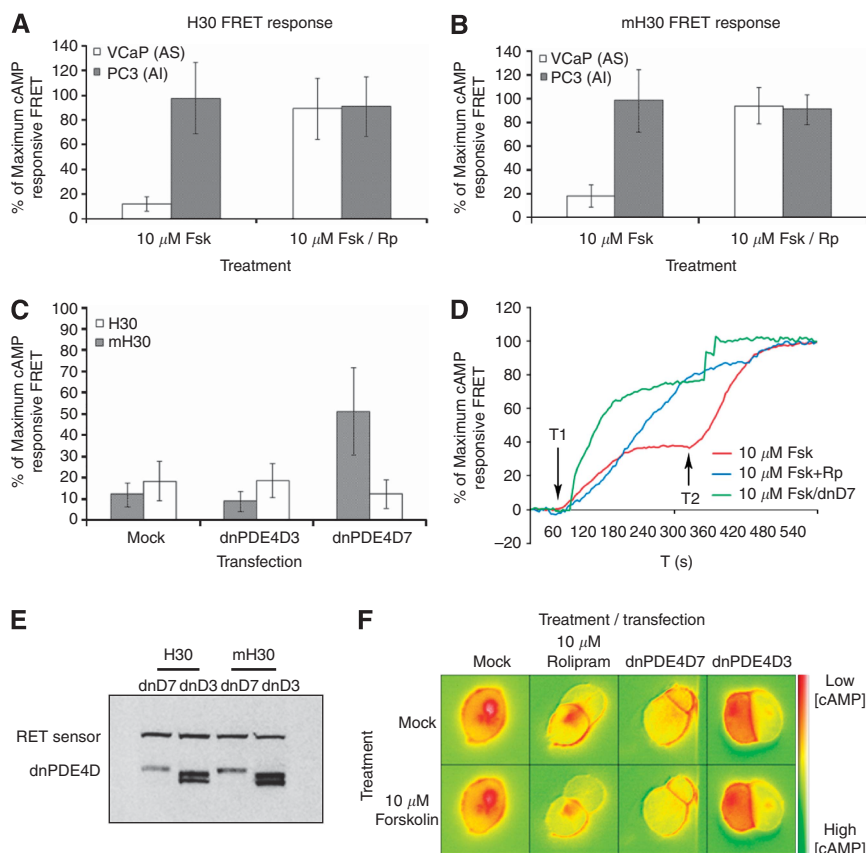 A
H30 FRET response
% of Maximum cAMP
responsive FRET
140
120
100
80
60
40
20
0
VCaP (AS)
PC3 (AI)
10 μM Fsk
10 μM Fsk / Rp
Treatment
B
mH30 FRET response
% of Maximum cAMP
responsive FRET
140
120
100
80
60
40
20
0
VCaP (AS)
PC3 (AI)
10 μM Fsk
10 μM Fsk / Rp
Treatment
C
% of Maximum cAMP
responsive FRET
100
90
80
70
60
50
40
30
20
10
0
H30
mH30
Mock
dnPDE4D3
dnPDE4D7
Transfection
D
% of Maximum cAMP
responsive FRET
120
100
80
60
40
20
0
−20
T1
T2
10 μM Fsk
10 μM Fsk+Rp
10 μM Fsk/dnD7
60 120 180 240 300 360 420 480 540
T (s)
E
H30
mH30
dnD7 dnD3 dnD7 dnD3
RET sensor
dnPDE4D
F
Treatment / transfection
Mock
10 μM
Rolipram
dnPDE4D7
dnPDE4D3
Treatment
Mock
10 μM
Forskolin
Low
[cAMP]
High
[cAMP]